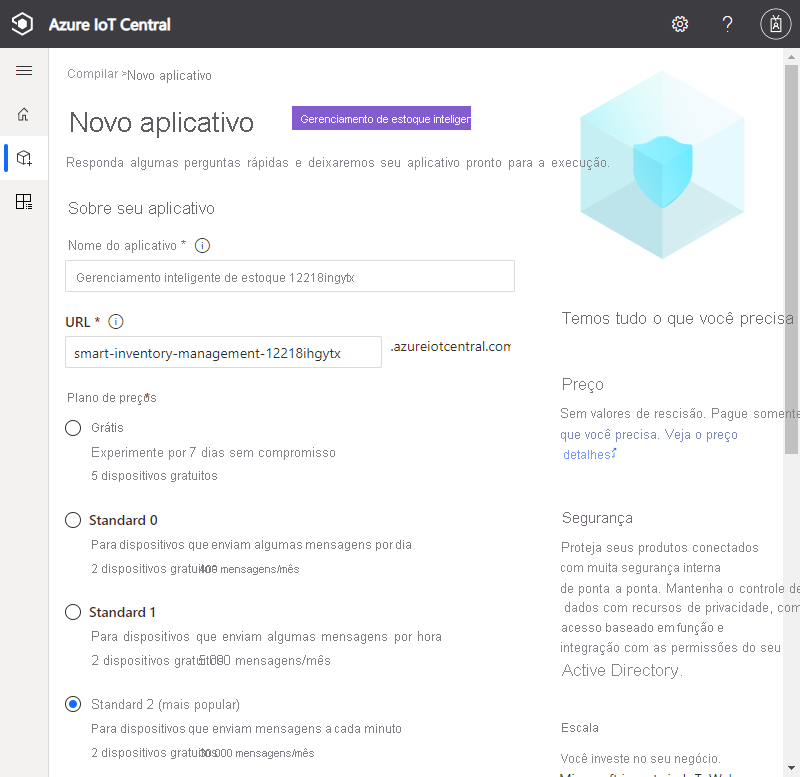 Azure IoT Central
Compilar >Novo aplicativo
Novo aplicativo
Gerenciamento de estoque inteliger
Responda algumas perguntas rápidas e deixaremos seu aplicativo pronto para a execução.
Sobre seu aplicativo
Nome do aplicativo *
Gerenciamento inteligente de estoque 12218ingytx
URL *
smart-inventory-management-12218ihgytx
.azureiotcentral.com
Plano de preços*
Grátis
Experimente por 7 dias sem compromisso
5 dispositivos gratuitos
Standard 0
Para dispositivos que enviam algumas mensagens por dia
2 dispositivos gratuitos 400 mensagens/mês
Standard 1
Para dispositivos que enviam algumas mensagens por hora
2 dispositivos gratuitos 5.000 mensagens/mês
Standard 2 (mais popular)
Para dispositivos que enviam mensagens a cada minuto
2 dispositivos gratuitos 30.000 mensagens/mês
Temos tudo o que você precisa
Preço
Sem valores de rescisão. Pague somente
que você precisa. Veja o preço
detalhes
Segurança
Proteja seus produtos conectados
com muita segurança interna
de ponta a ponta. Mantenha o controle de
dados com recursos de privacidade, com
acesso baseado em função e
integração com as permissões do seu
Active Directory.
Escala
Você investe no seu negócio.